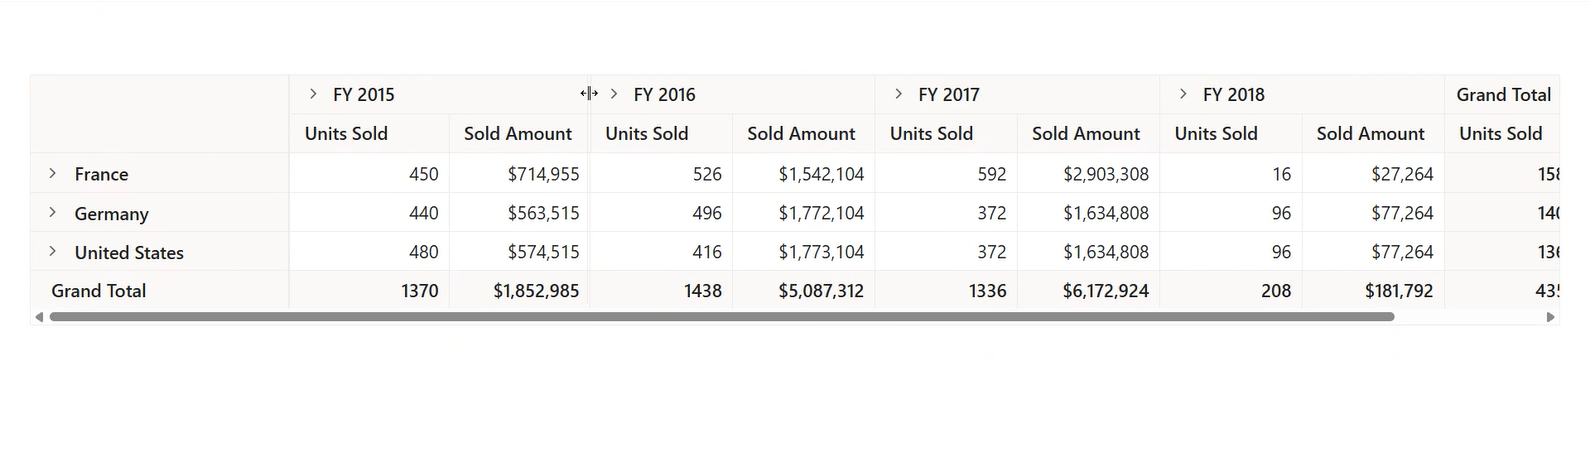 FY 2015 FY 2016 FY 2017 FY 2018 Grand Total
Units Sold Sold Amount Units Sold Sold Amount Units Sold Sold Amount Units Sold Sold Amount Units Sold
France 450 $714,955 526 $1,542,104 592 $2,903,308 16 $27,264
Germany 440 $563,515 496 $1,772,104 372 $1,634,808 96 $77,264
United States 480 $574,515 416 $1,773,104 372 $1,634,808 96 $77,264
Grand Total 1370 $1,852,985 1438 $5,087,312 1336 $6,172,924 208 $181,792